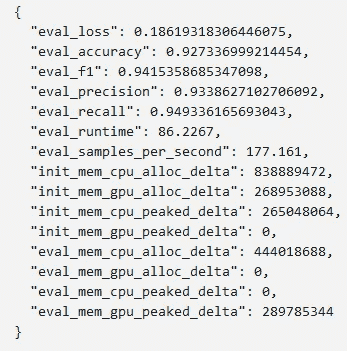 {
"eval_loss": 0.18619318306446075,
"eval_accuracy": 0.927336999214454,
"eval_f1": 0.9415358685347098,
"eval_precision": 0.9338627102706092,
"eval_recall": 0.949336165693043,
"eval_runtime": 86.2267,
"eval_samples_per_second": 177.161,
"init_mem_cpu_alloc_delta": 838889472,
"init_mem_gpu_alloc_delta": 268953088,
"init_mem_cpu_peaked_delta": 265048064,
"init_mem_gpu_peaked_delta": 0,
"eval_mem_cpu_alloc_delta": 444018688,
"eval_mem_gpu_alloc_delta": 0,
"eval_mem_cpu_peaked_delta": 0,
"eval_mem_gpu_peaked_delta": 289785344
}